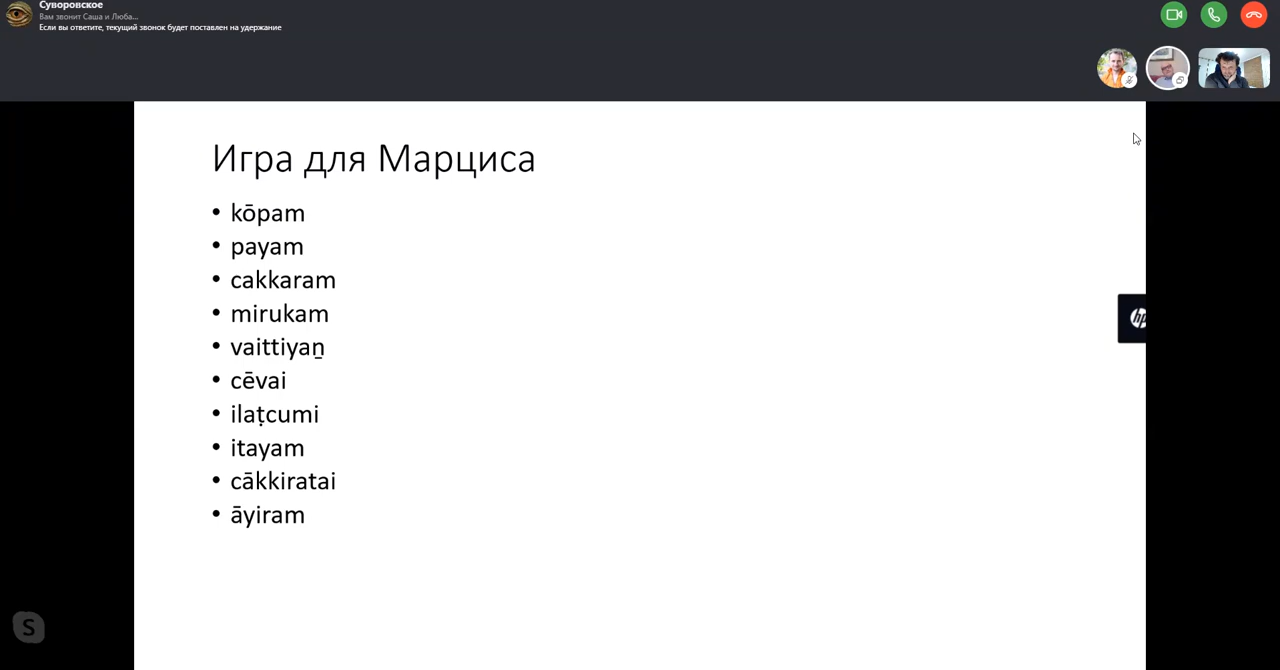 Суворовское
Вам звонит Саша и Люба...
Если вы ответите, текущий звонок будет поставлен на удержание
Игра для Марциса
• kōpam
• payam
• cakkaram
• mirukam
• vaittiyaṉ
• cēvai
hp
• ilaṭcumi
• itayam
• cākkiratai
• āyiram
S